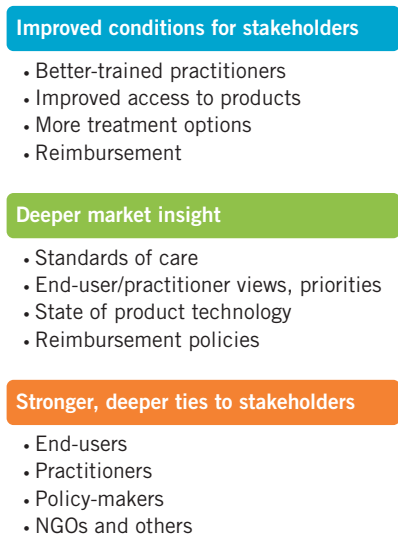 Improved conditions for stakeholders
• Better-trained practitioners
• Improved access to products
• More treatment options
• Reimbursement
Deeper market insight
• Standards of care
• End-user/practitioner views, priorities
• State of product technology
• Reimbursement policies
Stronger, deeper ties to stakeholders
• End-users
• Practitioners
• Policy-makers
• NGOs and others